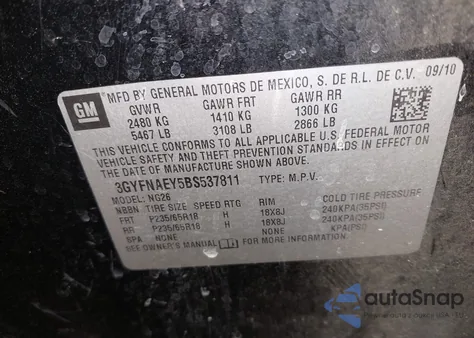 GM
MFD BY GENERAL MOTORS DE MEXICO, S. DE R.L. DE C.V. 09/10
GVWR GAWR FRT GAWR RR
2480 KG 1410 KG 1300 KG
5467 LB 3108 LB 2866 LB
THIS VEHICLE CONFORMS TO ALL APPLICABLE U.S. FEDERAL MOTOR
VEHICLE SAFETY AND THEFT PREVENTION STANDARDS IN EFFECT ON
THE DATE OF MANUFACTURE SHOWN ABOVE.
3GYFNAEY5BS537811 TYPE: M.P.V.
MODEL: NG26
NBBN TIRE SIZE SPEED RTG RIM COLD TIRE PRESSURE
FRT P235/65R18 H 18X8J 240KPA(35PSI)
RR P235/65R18 H 18X8J 240KPA(35PSI)
SPA NONE NONE KPA(PSI)
SEE OWNER'S MANUAL
autaSnap